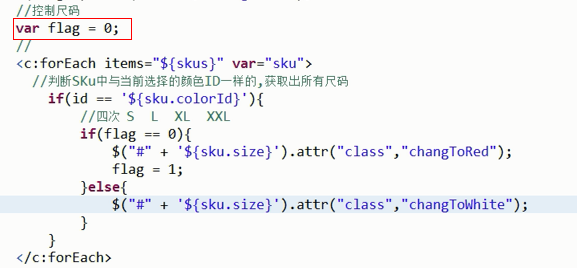 //控制尺码
var flag = 0;
//
<c:forEach items="${skus}" var="sku">
//判断SKu中与当前选择的颜色ID一样的,获取出所有尺码
if(id == '${sku.colorId}'){
//四次 S L XL XXL
if(flag == 0){
$("#" + '${sku.size}').attr("class","changToRed");
flag = 1;
}else{
$("#" + '${sku.size}').attr("class","changToWhite");
}
}
</c:forEach>